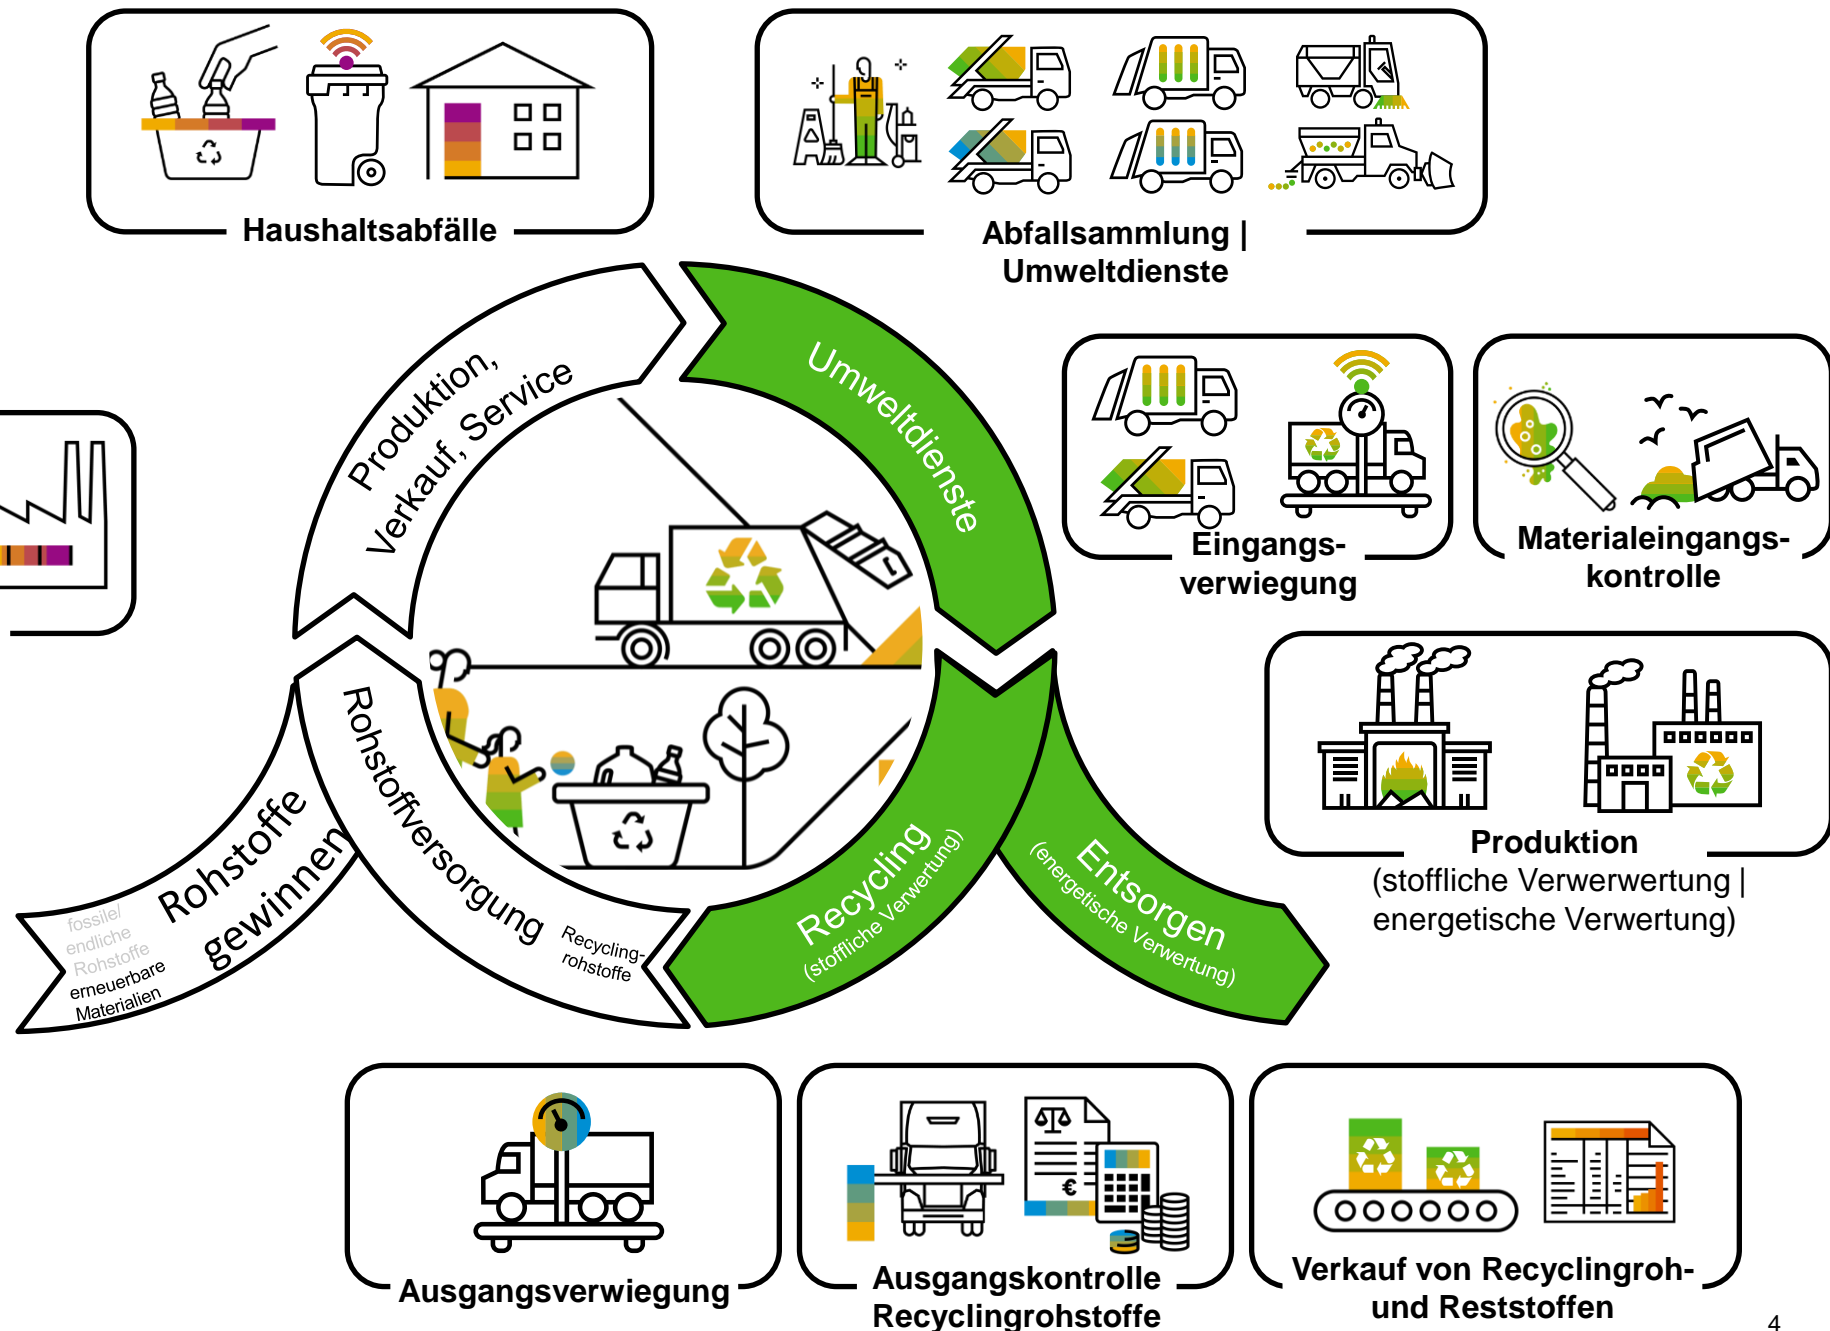 Haushaltsabfälle
Abfallsammlung |
Umweltdienste
Produktion,
Verkauf, Service
Umweltdienste
Eingangs-
verwiegung
Materialeingangs-
kontrolle
Rohstoffe
gewinnen
fossile/
endliche
Rohstoffe
erneuerbare
Materialien
Rohstoffversorgung
Recycling-
rohstoffe
Recycling
(stoffliche Verwertung)
Entsorgen
(energetische Verwertung)
Produktion
(stoffliche Verwerwertung |
energetische Verwertung)
Ausgangsverwiegung
€
Ausgangskontrolle
Recyclingrohstoffe
Verkauf von Recyclingroh-
und Reststoffen
4